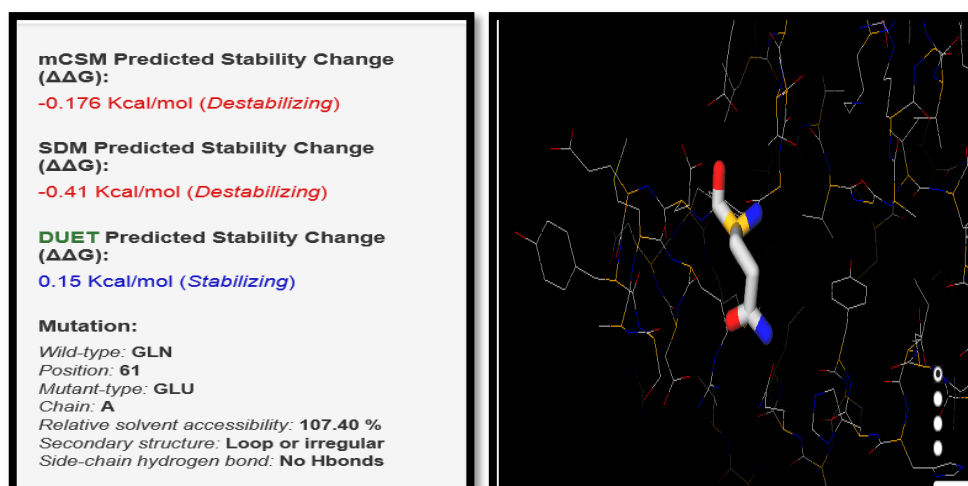 mCSM Predicted Stability Change
(ΔΔG):
-0.176 Kcal/mol (Destabilizing)
SDM Predicted Stability Change
(ΔΔG):
-0.41 Kcal/mol (Destabilizing)
DUET Predicted Stability Change
(ΔΔG):
0.15 Kcal/mol (Stabilizing)
Mutation:
Wild-type: GLN
Position: 61
Mutant-type: GLU
Chain: A
Relative solvent accessibility: 107.40 %
Secondary structure: Loop or irregular
Side-chain hydrogen bond: No Hbonds